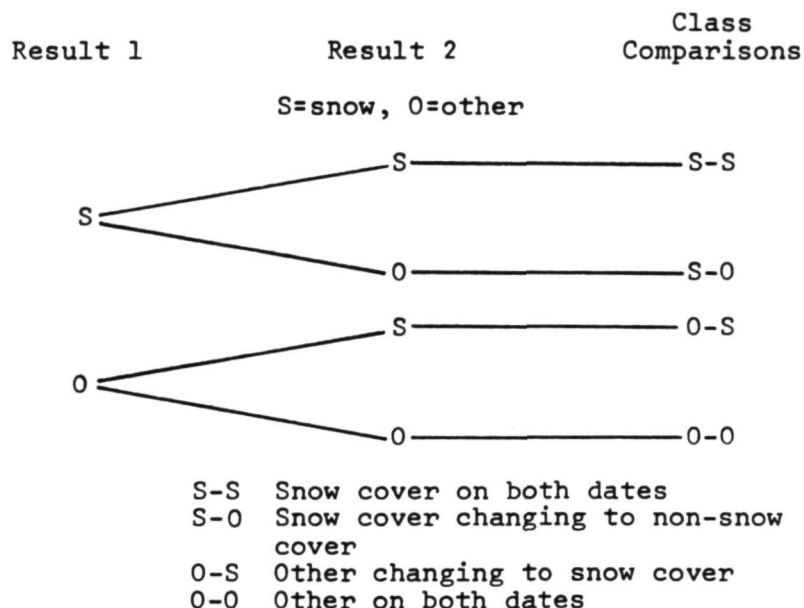 Result 1 Result 2 Class Comparisons
S=snow, O=other
S S S-S
O S-O
O S O-S
O O-O
S-S Snow cover on both dates
S-O Snow cover changing to non-snow
cover
O-S Other changing to snow cover
O-O Other on both dates